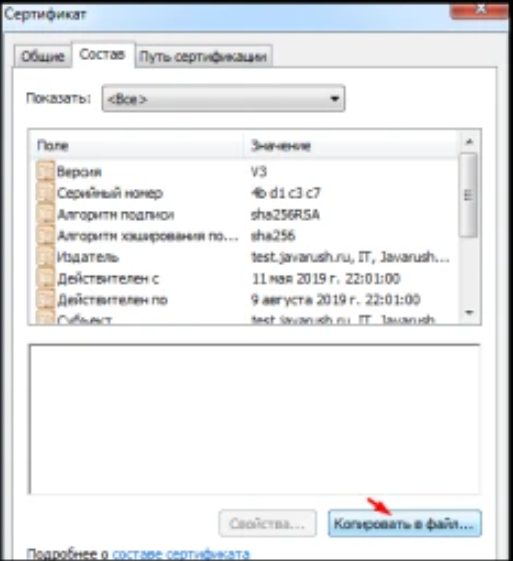 Сертификат
Общие Состав Путь сертификации
Показать: <Все>
Поле Значение
Версия V3
Серийный номер 4b d1 c3 c7
Алгоритм подписи sha256RSA
Алгоритм хэширования по... sha256
Издатель test.javarush.ru, IT, Javarush...
Действителен с 11 мая 2019 г. 22:01:00
Действителен по 9 августа 2019 г. 22:01:00
Субъект test.javarush.ru, IT, Javarush
Свойства... Копировать в файл...
Подробнее о составе сертификата